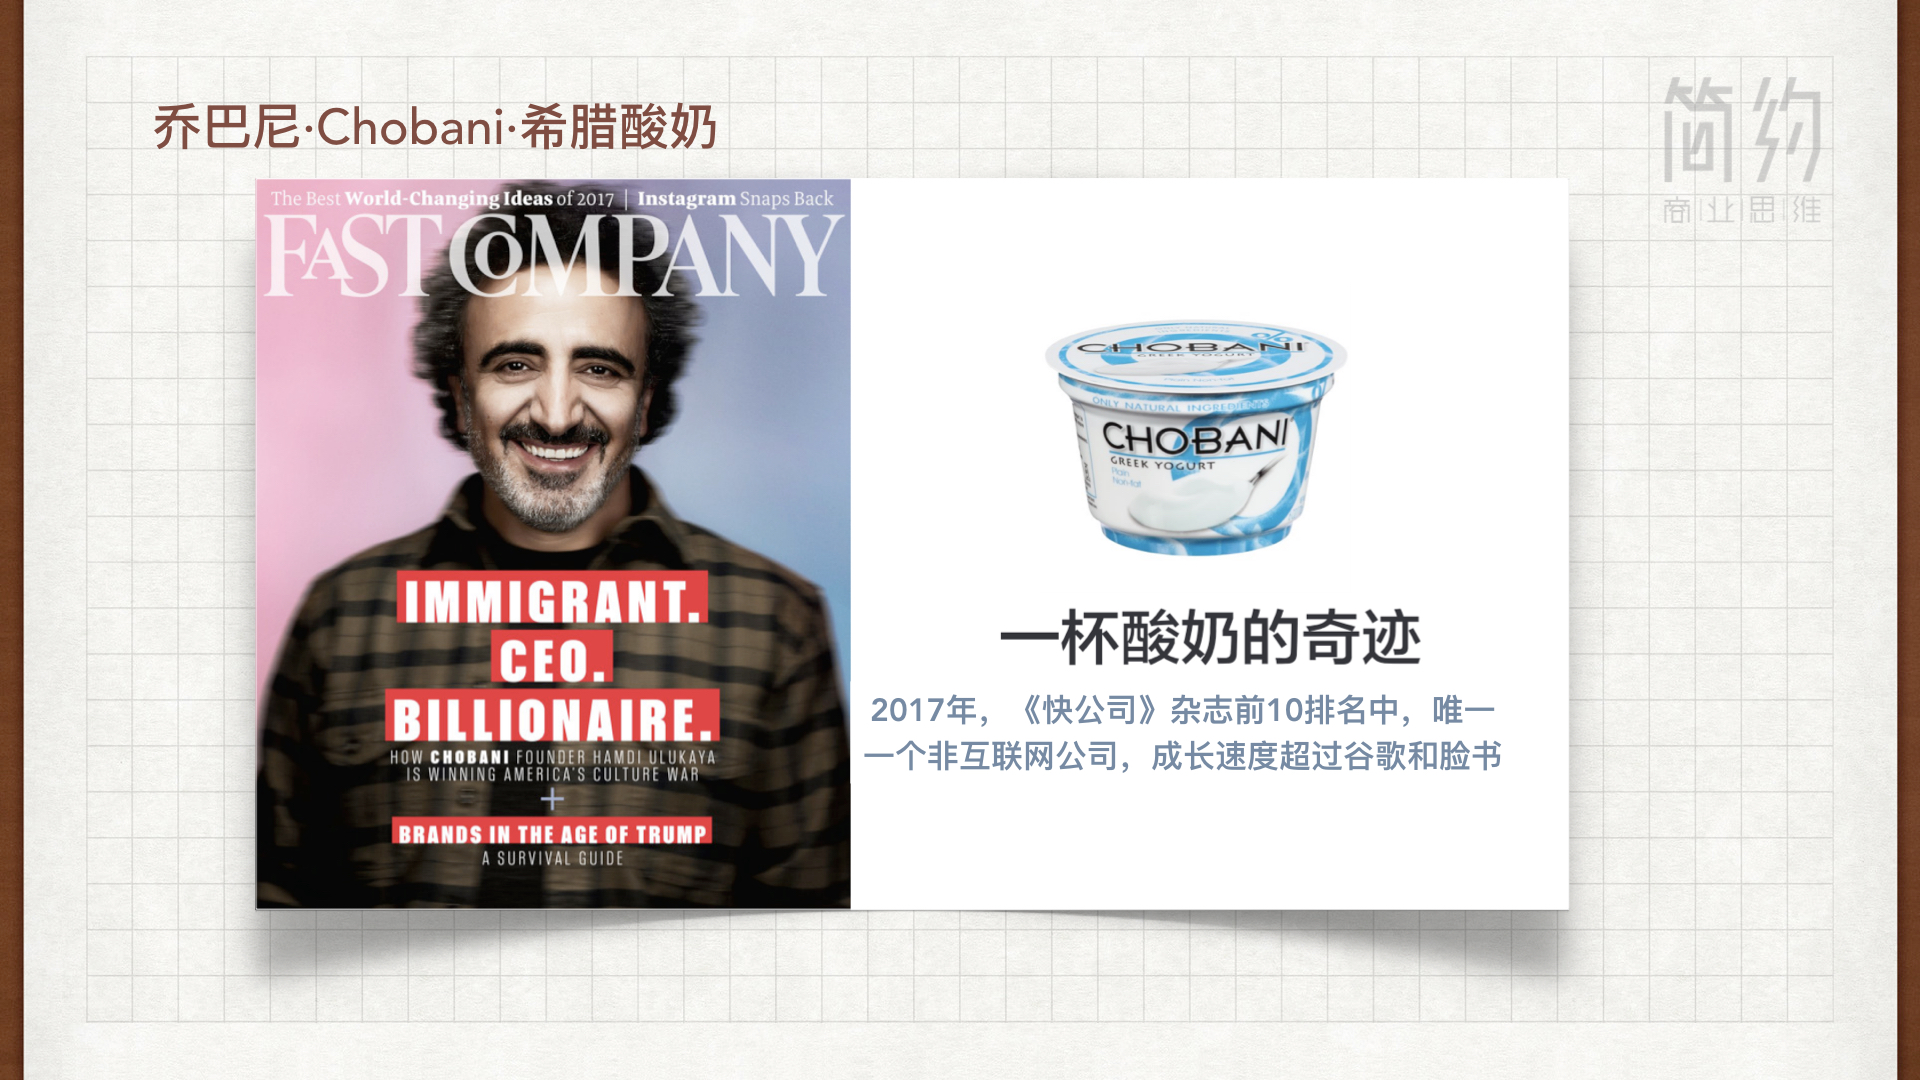 乔巴尼·Chobani·希腊酸奶
简约
商业思维
The Best World-Changing Ideas of 2017 | Instagram Snaps Back
FAST COMPANY
IMMIGRANT.
CEO.
BILLIONAIRE.
HOW CHOBANI FOUNDER HAMDI ULUKAYA
IS WINNING AMERICA'S CULTURE WAR
+
BRANDS IN THE AGE OF TRUMP
A SURVIVAL GUIDE
CHOBANI
GREEK YOGURT
ONLY NATURAL INGREDIENTS
CHOBANI
GREEK YOGURT
Plain
Non-fat
一杯酸奶的奇迹
2017年，《快公司》杂志前10排名中，唯一
一个非互联网公司，成长速度超过谷歌和脸书